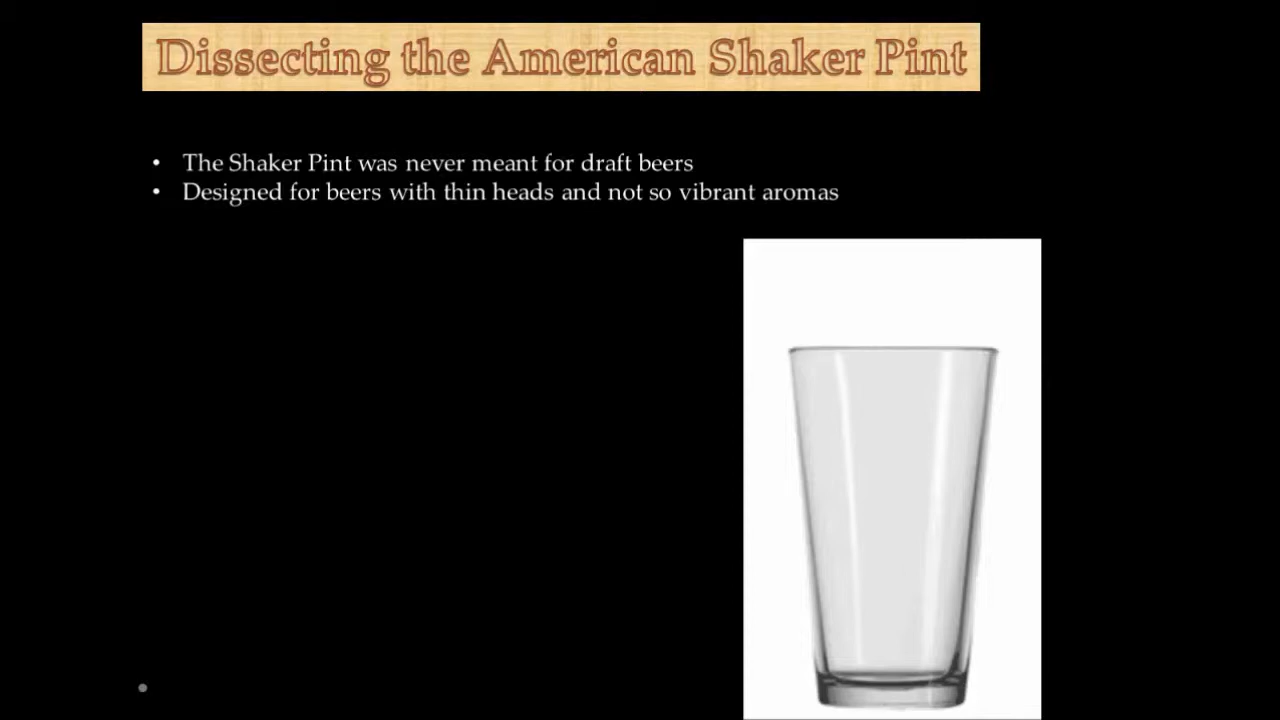 Dissecting the American Shaker Pint
• The Shaker Pint was never meant for draft beers
• Designed for beers with thin heads and not so vibrant aromas